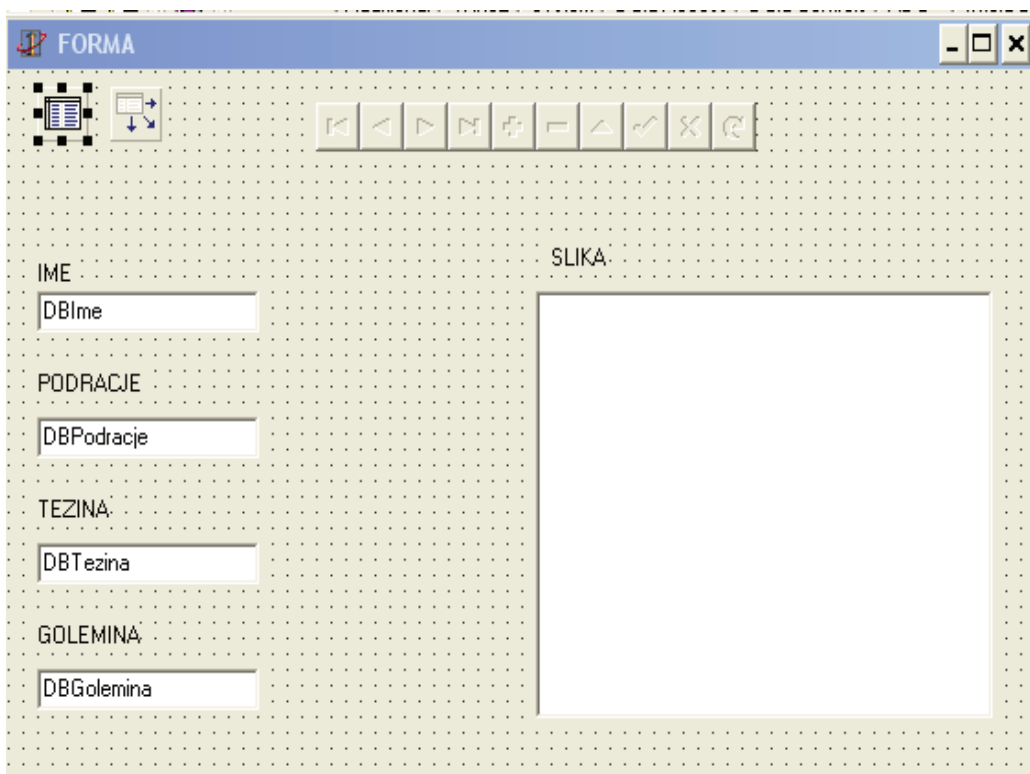 FORMA
IME
DBIme
PODRACJE
DBPodracje
TEZINA
DBTezina
GOLEMINA
DBGolemina
SLIKA